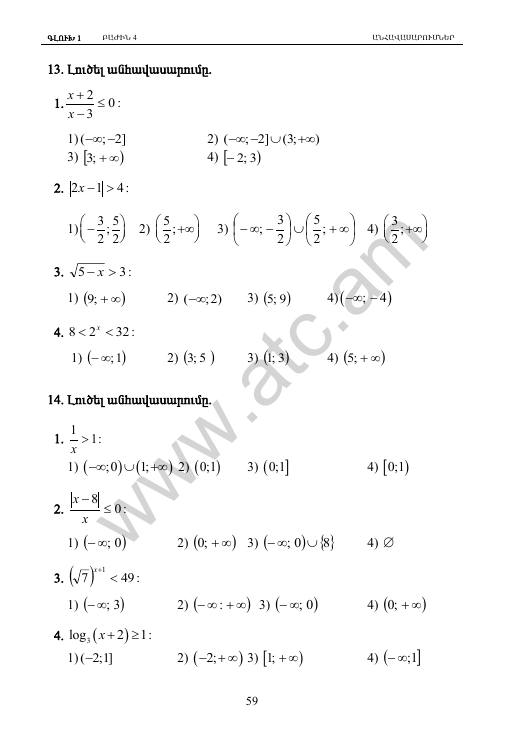 ԳԼՈՒԽ 1 ԲԱԺԻՆ 4 ԱՆՀԱՎԱՍԱՐՈՒՄՆԵՐ
13. Լուծել անհավասարումը.
1. (x + 2)/(x − 3) ≤ 0 :
1) (−∞; −2] 2) (−∞; −2] ∪ (3; +∞)
3) [3; +∞) 4) [−2; 3)
2. |2x − 1| > 4 :
1) (−3/2; 5/2) 2) (5/2; +∞) 3) (−∞; −3/2) ∪ (5/2; +∞) 4) (3/2; +∞)
3. √(5 − x) > 3 :
1) (9; +∞) 2) (−∞; 2) 3) (5; 9) 4) (−∞; −4)
4. 8 < 2^x < 32 :
1) (−∞; 1) 2) (3; 5 ) 3) (1; 3) 4) (5; +∞)
14. Լուծել անհավասարումը.
1. 1/x > 1 :
1) (−∞; 0) ∪ (1; +∞) 2) (0; 1) 3) (0; 1] 4) [0; 1)
2. |x − 8|/x ≤ 0 :
1) (−∞; 0) 2) (0; +∞) 3) (−∞; 0) ∪ {8} 4) ∅
3. (√7)^(x+1) < 49 :
1) (−∞; 3) 2) (−∞ : +∞) 3) (−∞; 0) 4) (0; +∞)
4. log₃ (x + 2) ≥ 1 :
1) (−2; 1] 2) (−2; +∞) 3) [1; +∞) 4) (−∞; 1]
59
www.atc.am